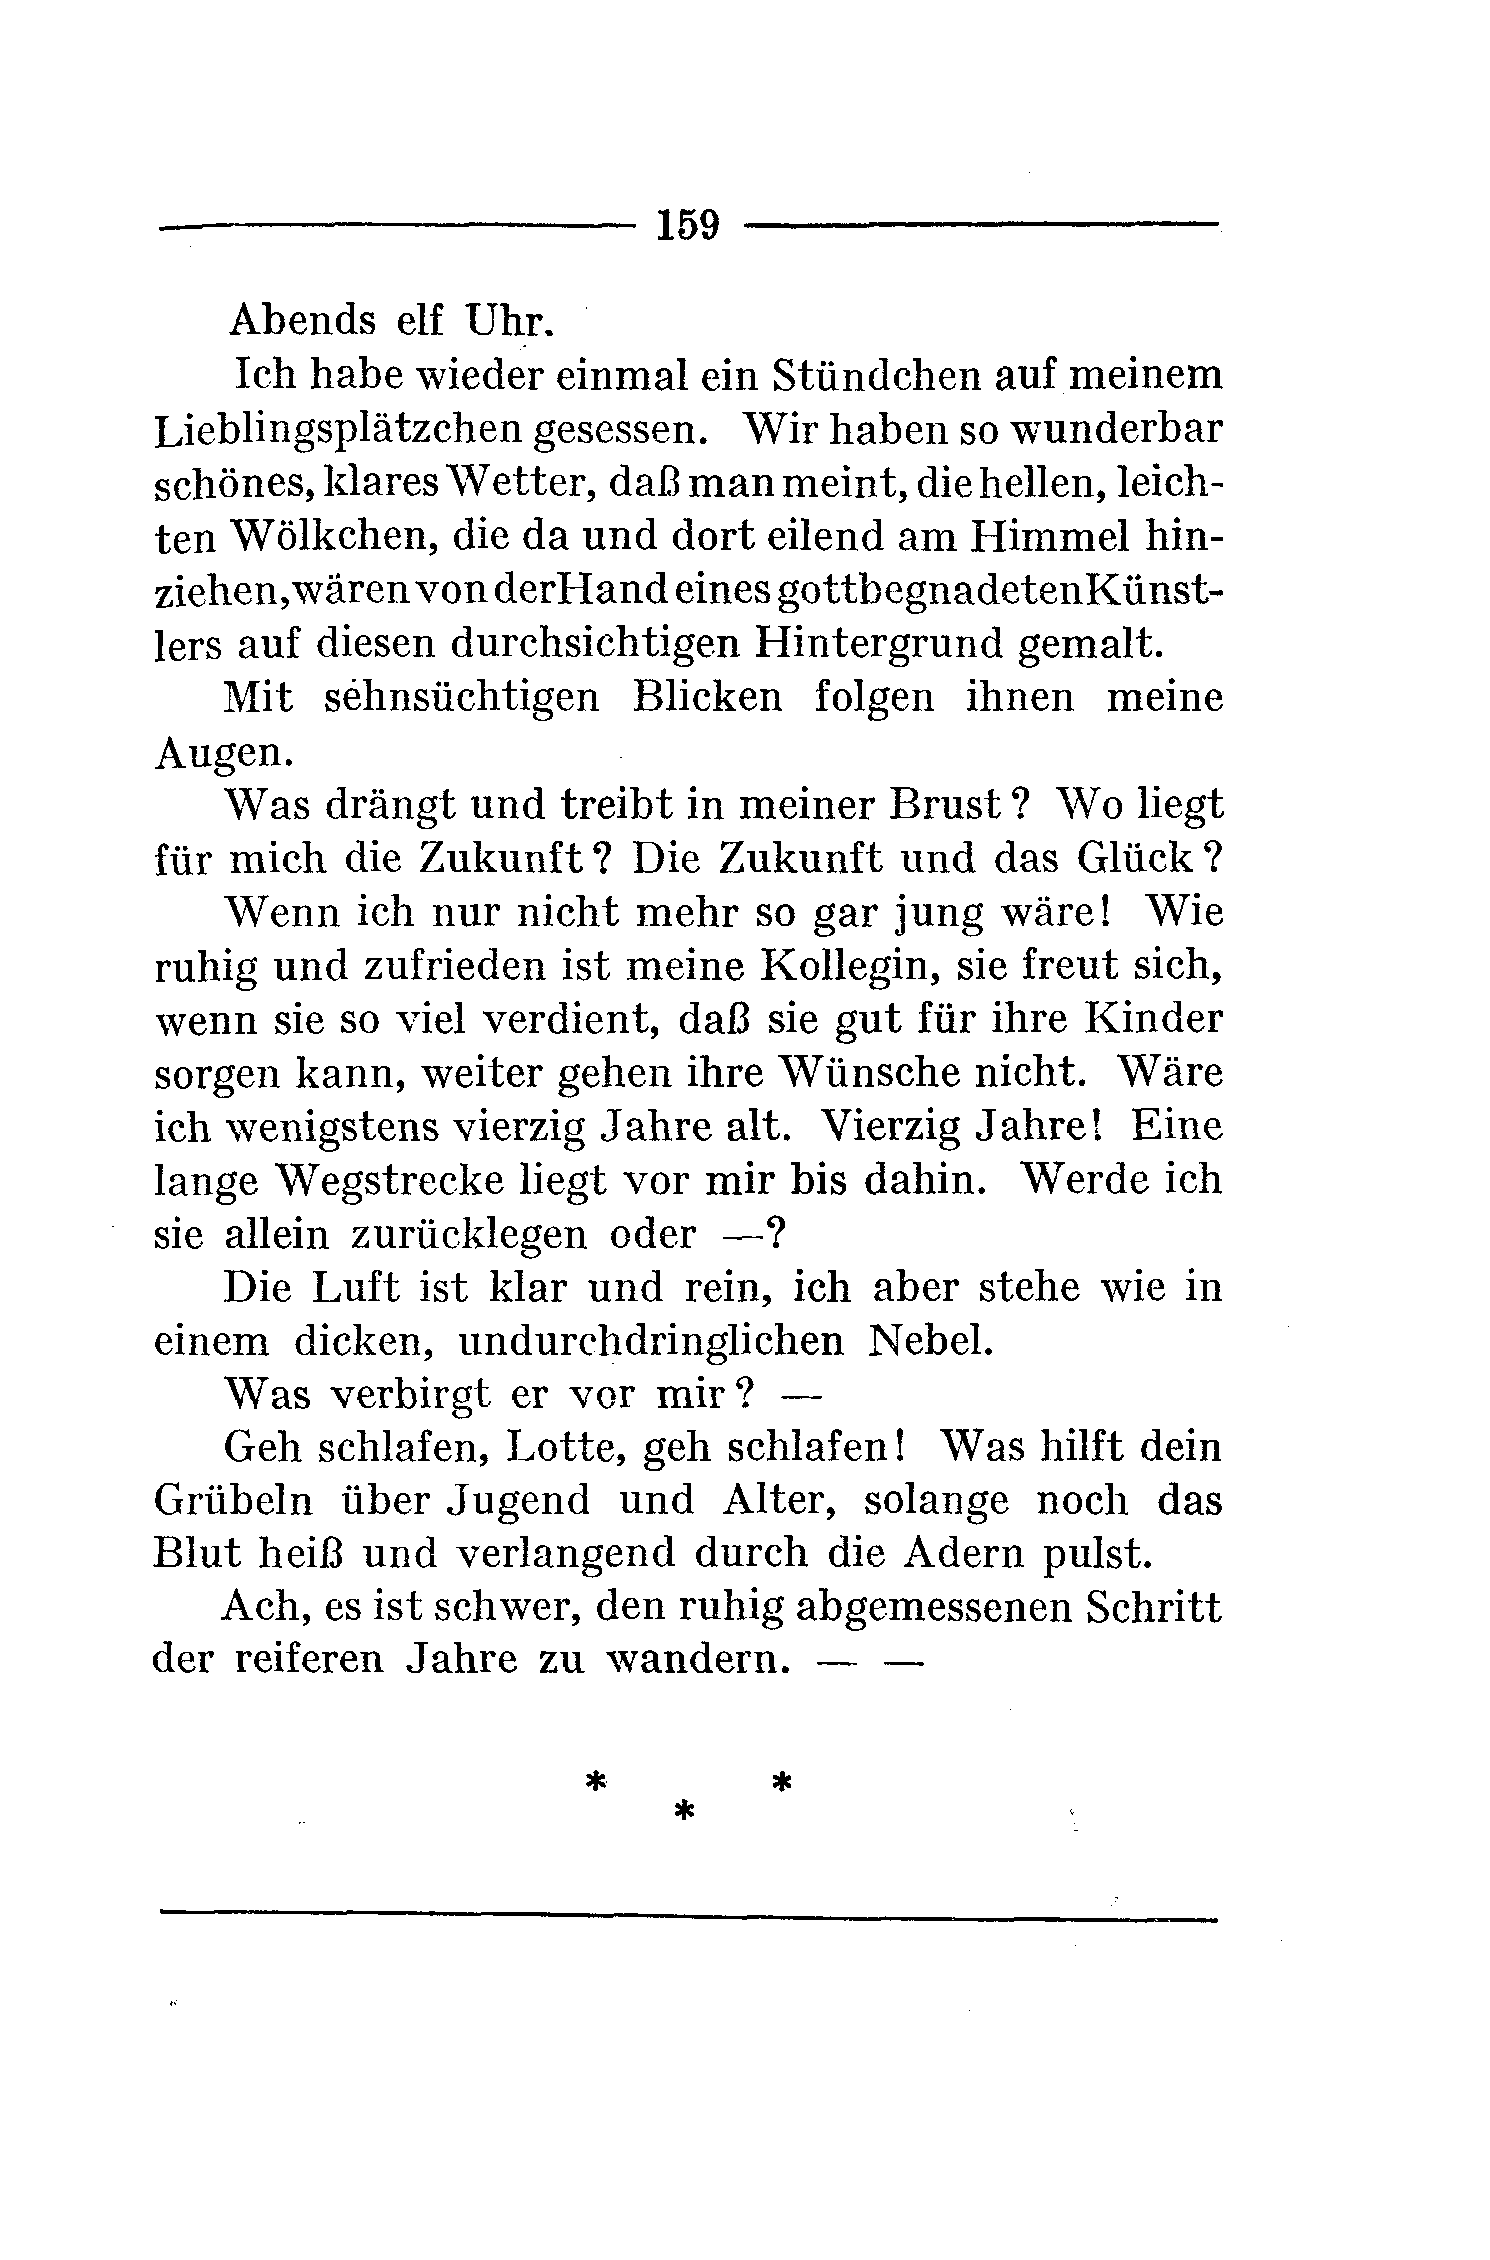 159
Abends elf Uhr.
Ich habe wieder einmal ein Stündchen auf meinem
Lieblingsplätzchen gesessen. Wir haben so wunderbar
schönes, klares Wetter, daß man meint, die hellen, leich-
ten Wölkchen, die da und dort eilend am Himmel hin-
ziehen, wären von der Hand eines gottbegnadeten Künst-
lers auf diesen durchsichtigen Hintergrund gemalt.
Mit sehnsüchtigen Blicken folgen ihnen meine
Augen.
Was drängt und treibt in meiner Brust? Wo liegt
für mich die Zukunft? Die Zukunft und das Glück?
Wenn ich nur nicht mehr so gar jung wäre! Wie
ruhig und zufrieden ist meine Kollegin, sie freut sich,
wenn sie so viel verdient, daß sie gut für ihre Kinder
sorgen kann, weiter gehen ihre Wünsche nicht. Wäre
ich wenigstens vierzig Jahre alt. Vierzig Jahre! Eine
lange Wegstrecke liegt vor mir bis dahin. Werde ich
sie allein zurücklegen oder —?
Die Luft ist klar und rein, ich aber stehe wie in
einem dicken, undurchdringlichen Nebel.
Was verbirgt er vor mir? —
Geh schlafen, Lotte, geh schlafen! Was hilft dein
Grübeln über Jugend und Alter, solange noch das
Blut heiß und verlangend durch die Adern pulst.
Ach, es ist schwer, den ruhig abgemessenen Schritt
der reiferen Jahre zu wandern. — —
* *
*